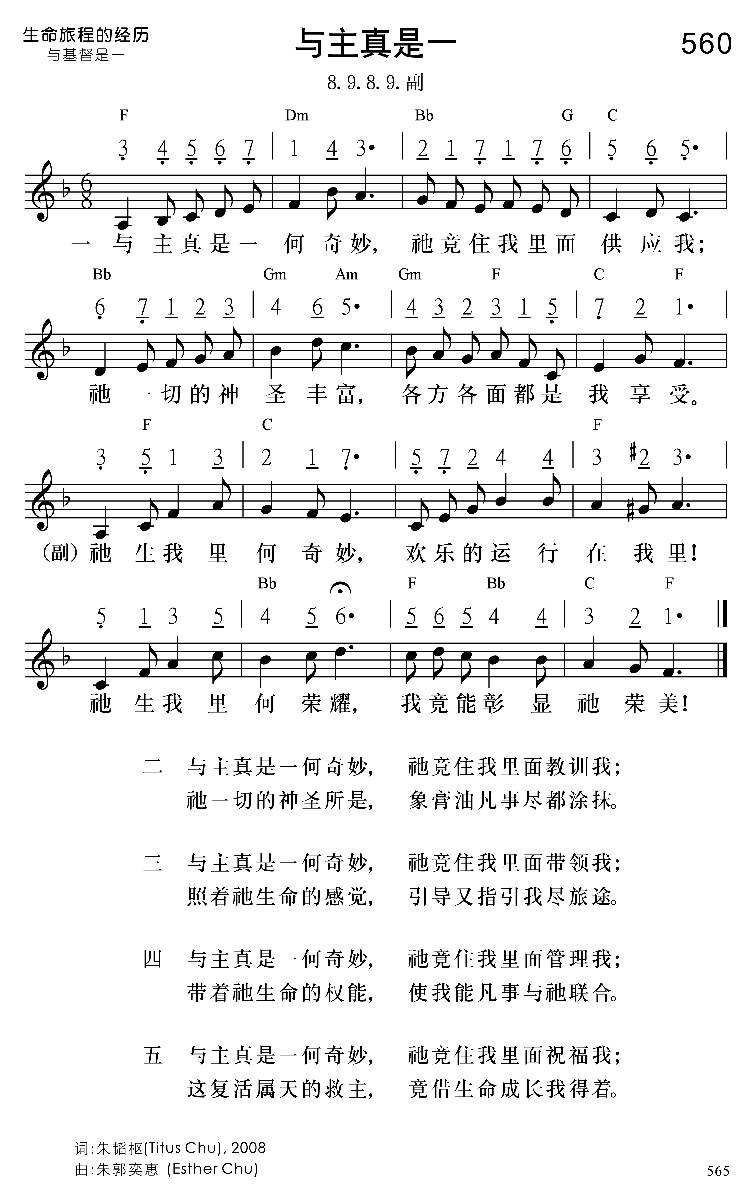 生命旅程的经历
与基督是一
与主真是一
560
8.9.8.9.副
F Dm Bb G C
3 4 5 6 7 | 1 4 3• | 2 1 7 1 7 6 | 5 6 5• |
6 8
一 与主真是一何奇妙，祂竟住我里面供应我；
Bb Gm Am Gm F C F
6 7 1 2 3 | 4 6 5• | 4 3 2 3 1 5 | 7 2 1• |
祂一切的神圣丰富，各方各面都是我享受。
F C F
3 5 1 3 | 2 1 7• | 5 7 2 4 4 | 3 #2 3• |
(副)祂生我里何奇妙，欢乐的运行在我里！
Bb F Bb C F
5 1 3 5 | 4 5 6• | 5 6 5 4 4 | 3 2 1•
祂生我里何荣耀，我竟能彰显祂荣美！
二 与主真是一何奇妙， 祂竟住我里面教训我；
祂一切的神圣所是， 象膏油凡事尽都涂抹。
三 与主真是一何奇妙， 祂竟住我里面带领我；
照着祂生命的感觉， 引导又指引我尽旅途。
四 与主真是一何奇妙， 祂竟住我里面管理我；
带着祂生命的权能， 使我能凡事与祂联合。
五 与主真是一何奇妙， 祂竟住我里面祝福我；
这复活属天的救主， 竟借生命成长我得着。
词:朱韬枢(Titus Chu), 2008
曲:朱郭奕惠 (Esther Chu)
565